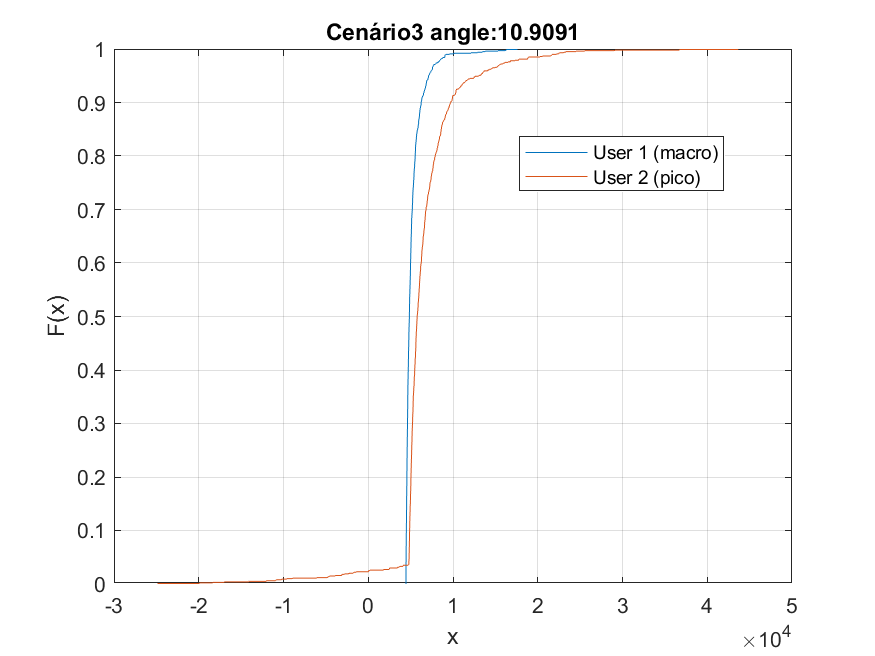 Cenário3 angle:10.9091
1
0.9
0.8
0.7
0.6
0.5
0.4
0.3
0.2
0.1
0
F(x)
User 1 (macro)
User 2 (pico)
-3 -2 -1 0 1 2 3 4 5
x
×10^4